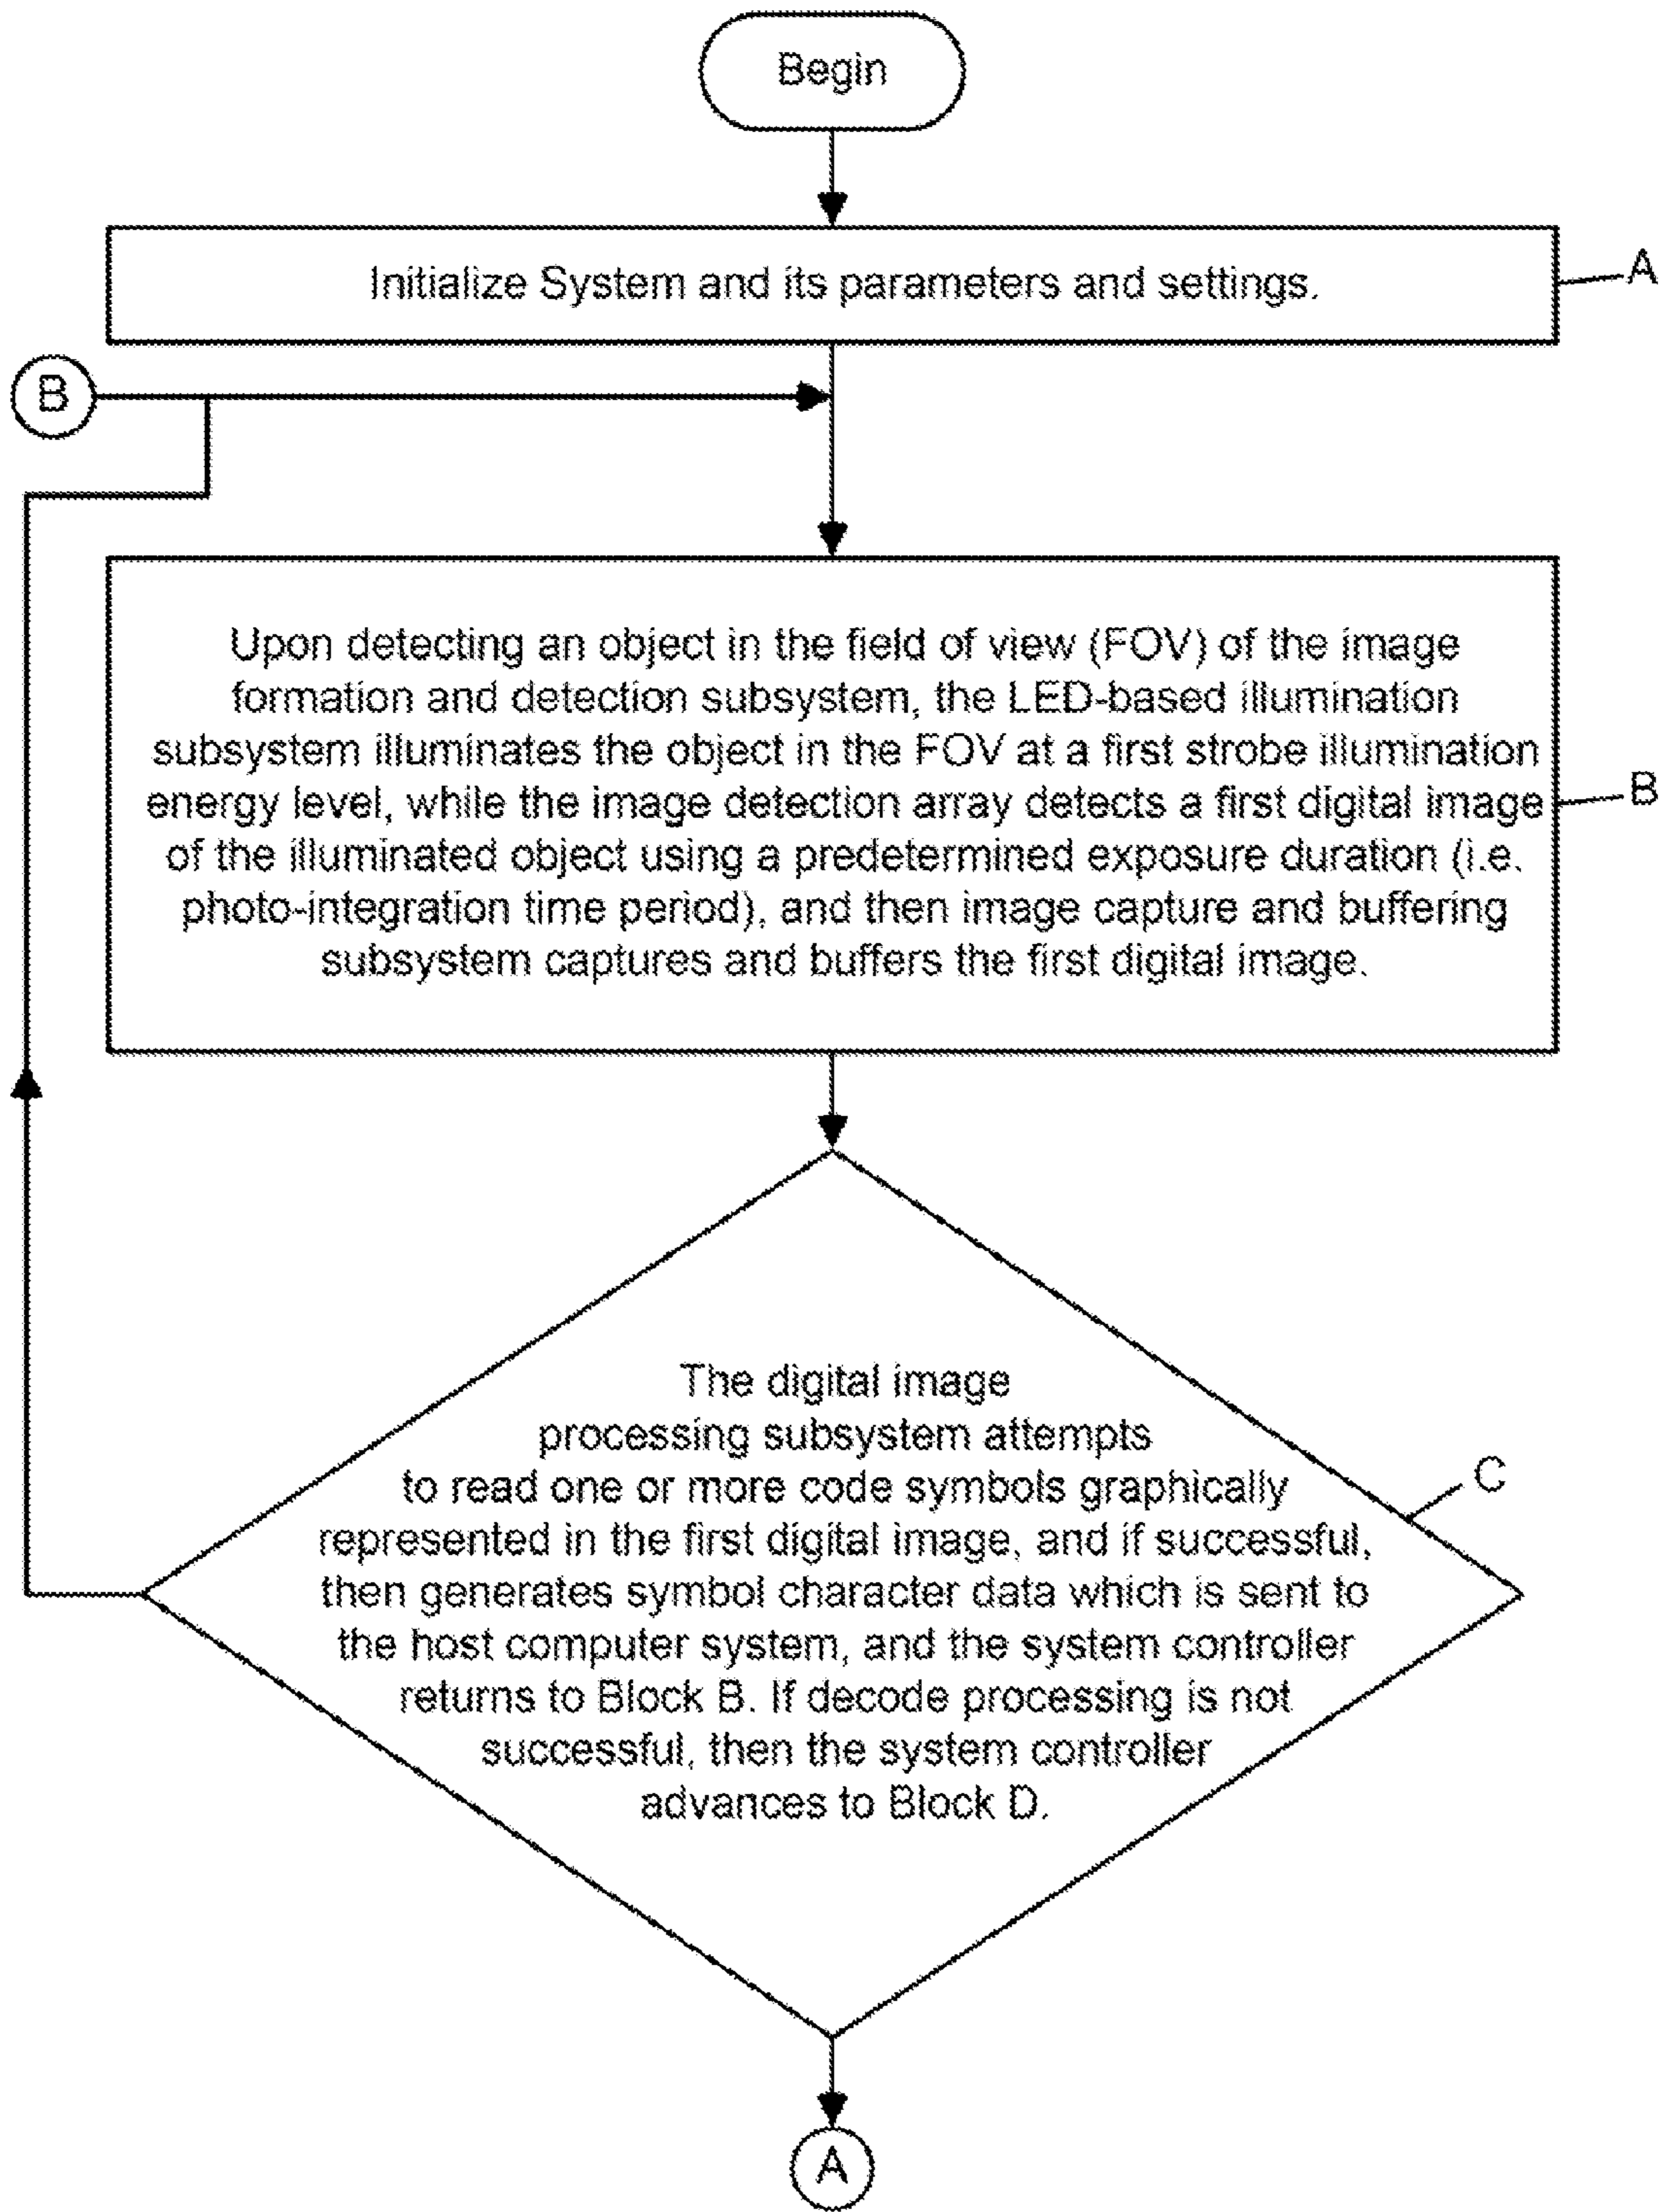 Begin
Initialize System and its parameters and settings.
A
B
Upon detecting an object in the field of view (FOV) of the image
formation and detection subsystem, the LED-based illumination
subsystem illuminates the object in the FOV at a first strobe illumination
energy level, while the image detection array detects a first digital image
of the illuminated object using a predetermined exposure duration (i.e.
photo-integration time period), and then image capture and buffering
subsystem captures and buffers the first digital image.
B
The digital image
processing subsystem attempts
to read one or more code symbols graphically
represented in the first digital image, and if successful,
then generates symbol character data which is sent to
the host computer system, and the system controller
returns to Block B. If decode processing is not
successful, then the system controller
advances to Block D.
C
A